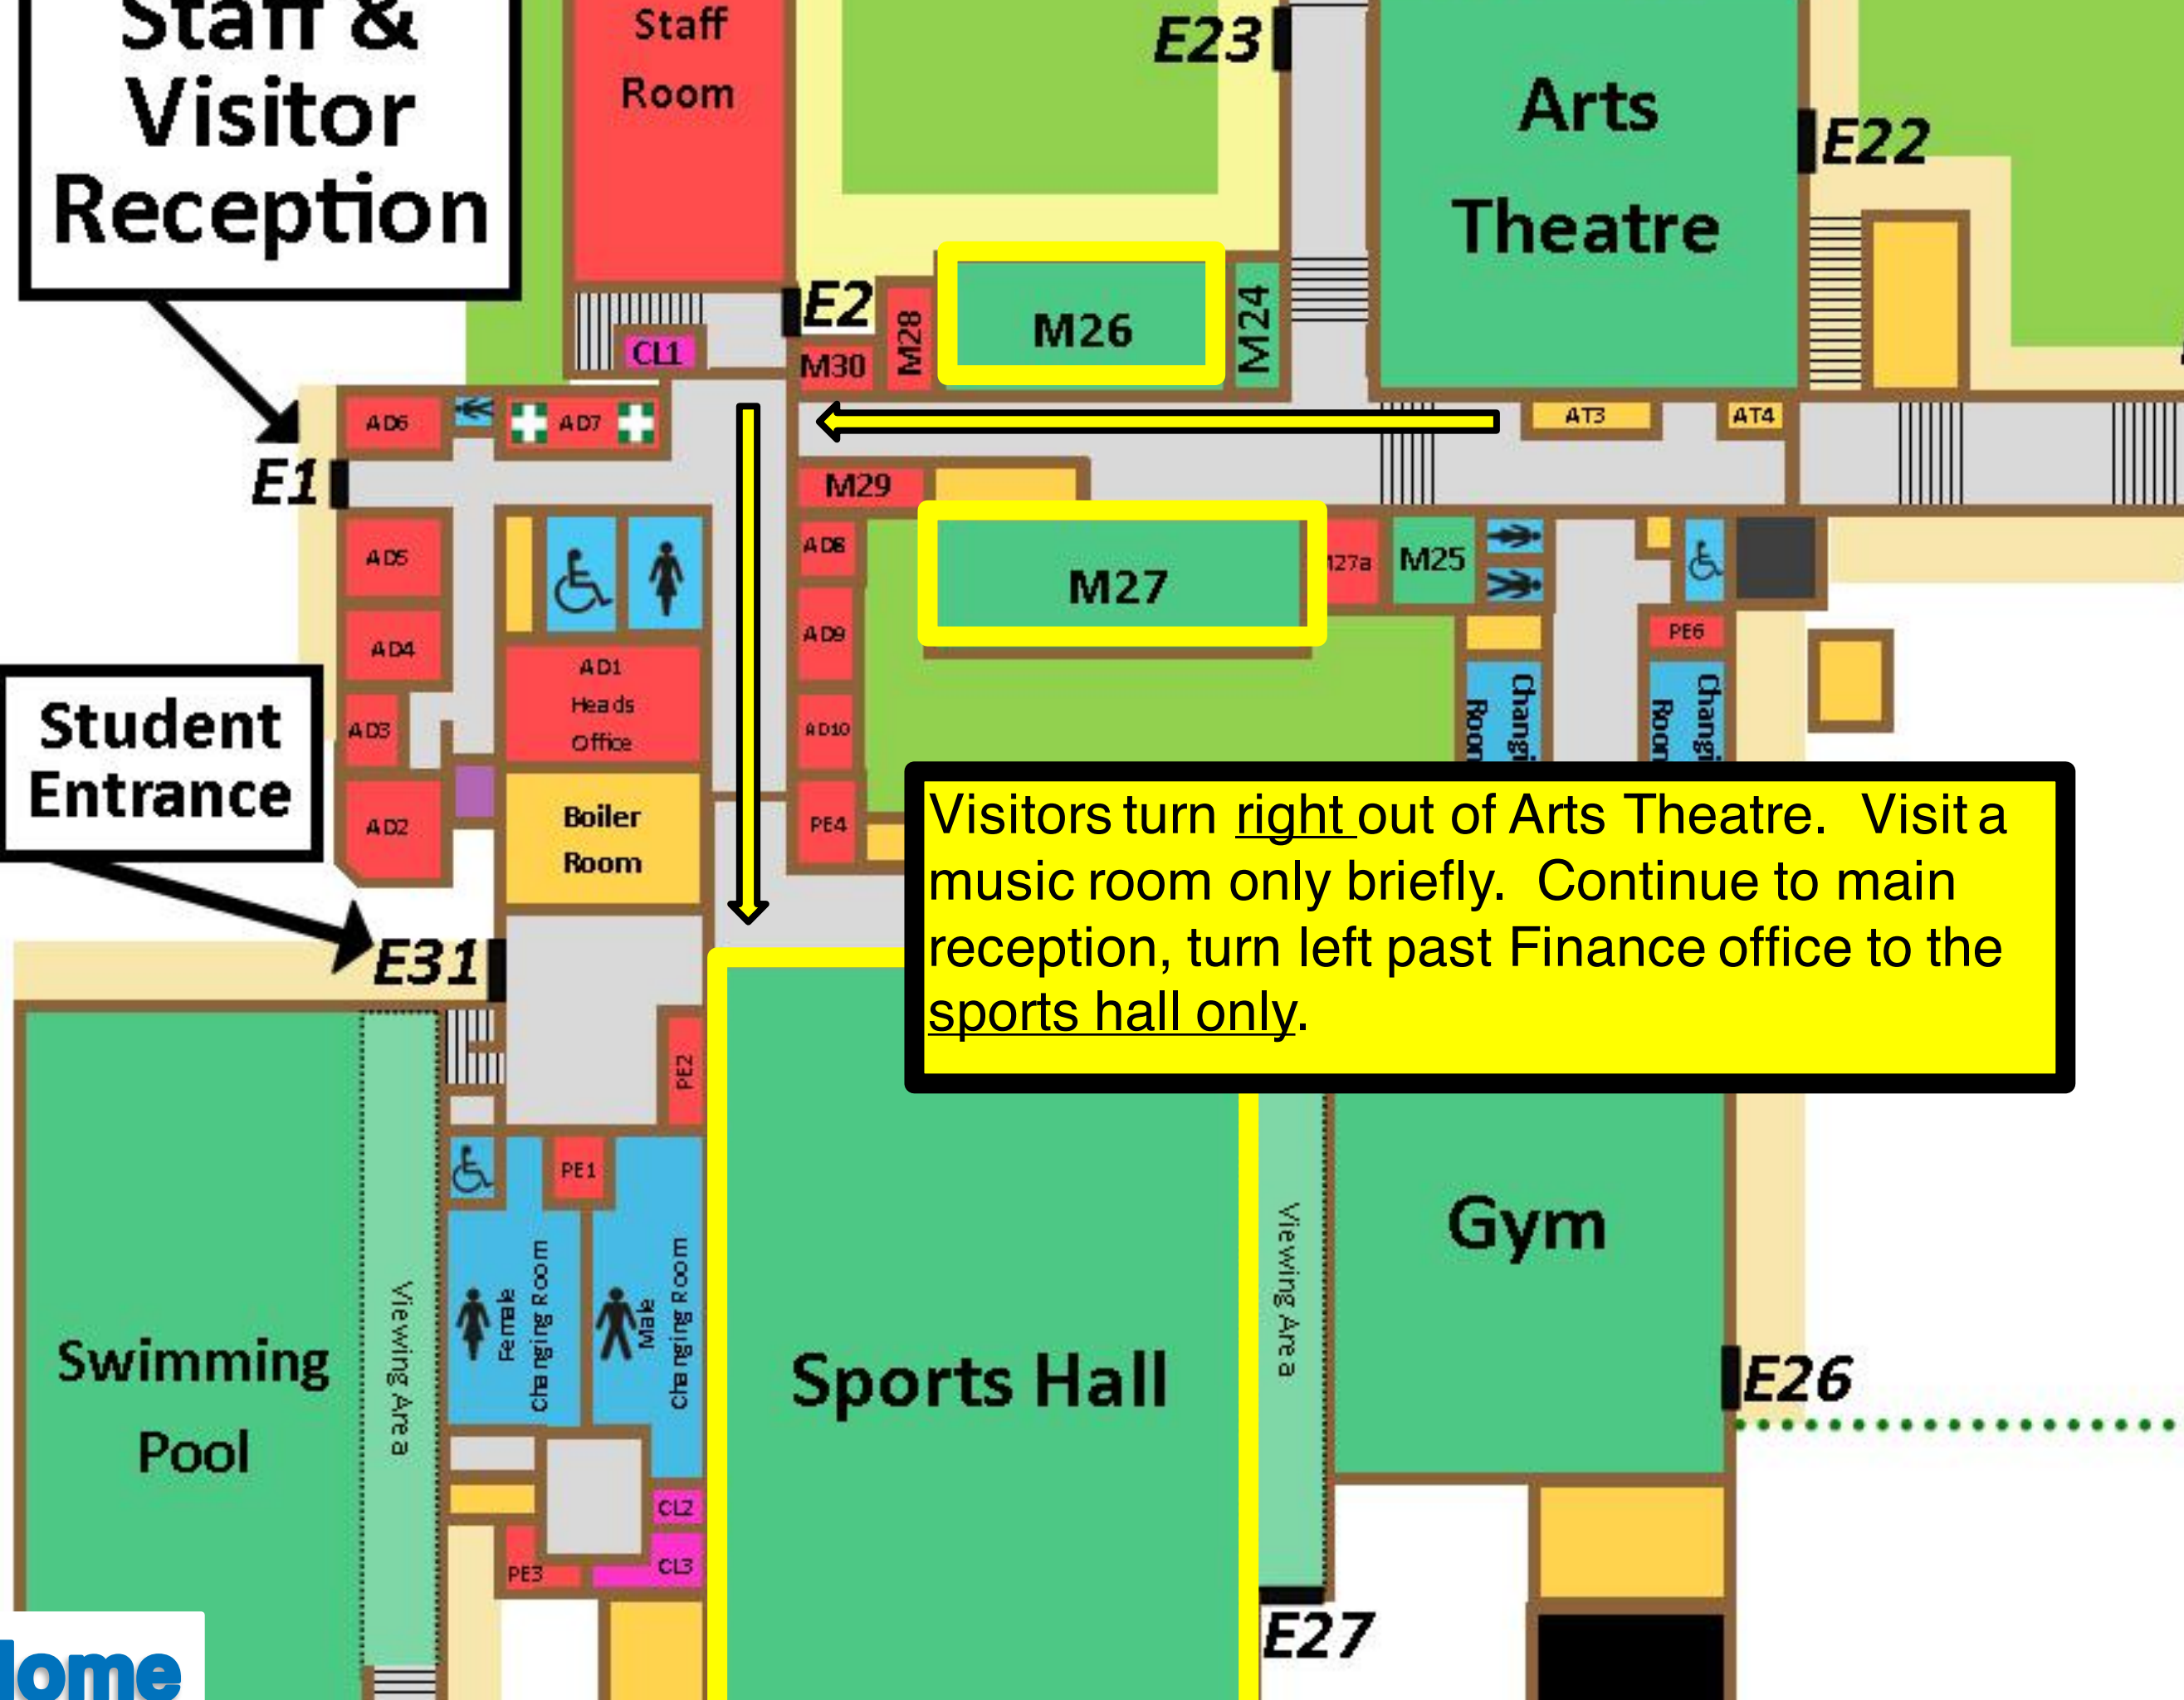 Staff &
Visitor
Reception
Staff
Room
E23
Arts
Theatre
E22
E2
CL1
M30
M28
M26
M24
AD6
AD7
AT3
AT4
E1
M29
AD5
AD8
M27
M25
AD4
AD9
PE6
AD1
Heads
Office
Student
Entrance
AD3
AD10
AD2
Boiler
Room
PE4
Visitors turn right out of Arts Theatre. Visit a
music room only briefly. Continue to main
reception, turn left past Finance office to the
sports hall only.
E31
PE2
PE1
Female
Changing Room
Male
Changing Room
Viewing Area
Swimming
Pool
Sports Hall
Viewing Area
Gym
E26
CL2
CL3
PE3
E27